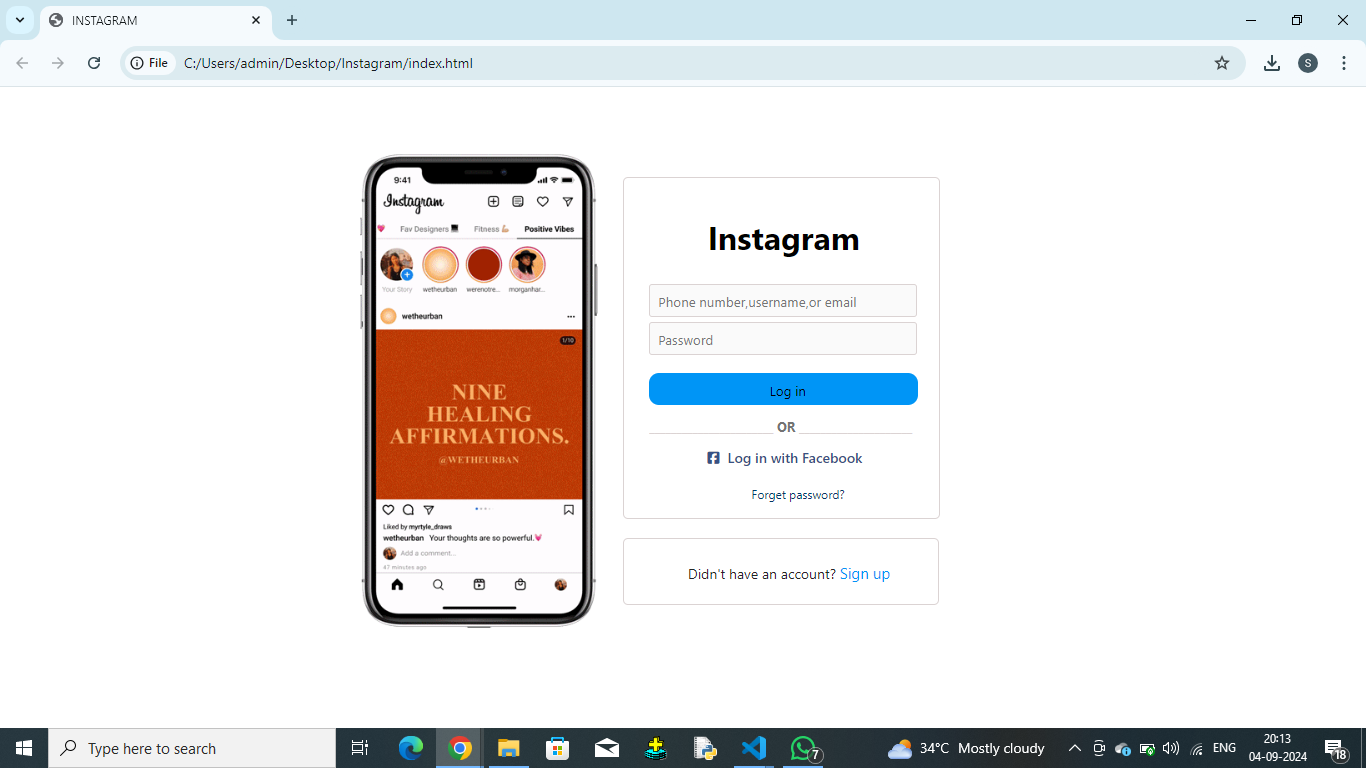 INSTAGRAM
File
C:/Users/admin/Desktop/Instagram/index.html
S
9:41
Instagram
Fav Designers
Fitness
Positive Vibes
Your Story
wetheurban
werenotre...
morganhar...
wetheurban
1/10
NINE
HEALING
AFFIRMATIONS.
@WETHEURBAN
Liked by myrtyle_draws
wetheurban Your thoughts are so powerful.
Add a comment...
47 minutes ago
Instagram
Phone number,username,or email
Password
Log in
OR
Log in with Facebook
Forget password?
Didn't have an account? Sign up
Type here to search
7
34°C Mostly cloudy
ENG
20:13
04-09-2024
18